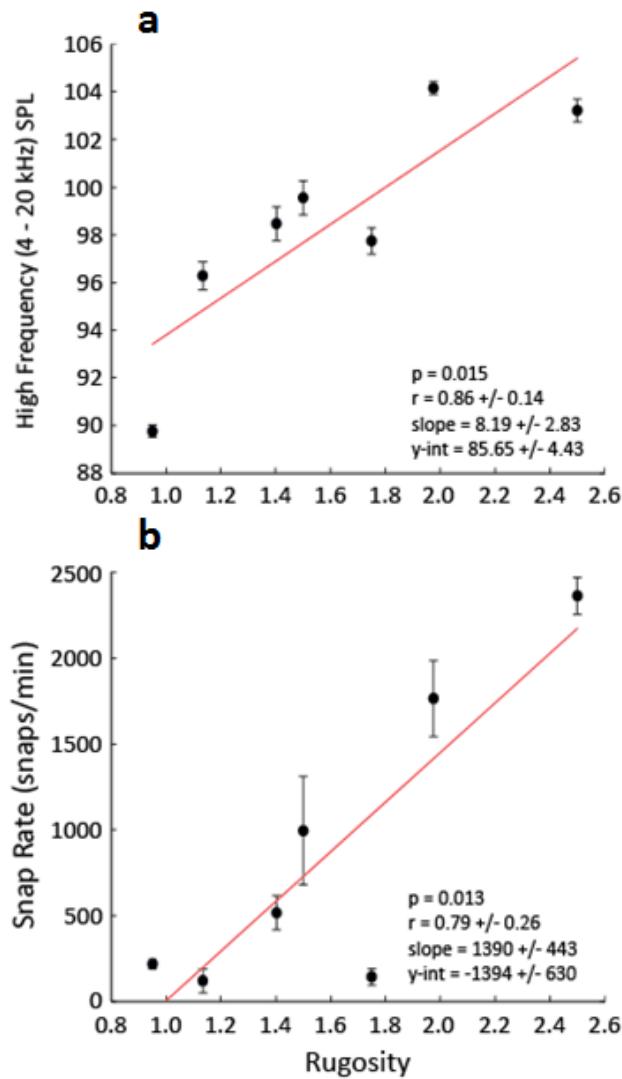 a
High Frequency (4 - 20 kHz) SPL
106
104
102
100
98
96
94
92
90
88
p = 0.015
r = 0.86 +/- 0.14
slope = 8.19 +/- 2.83
y-int = 85.65 +/- 4.43
0.8 1.0 1.2 1.4 1.6 1.8 2.0 2.2 2.4 2.6
b
Snap Rate (snaps/min)
2500
2000
1500
1000
500
0
p = 0.013
r = 0.79 +/- 0.26
slope = 1390 +/- 443
y-int = -1394 +/- 630
0.8 1.0 1.2 1.4 1.6 1.8 2.0 2.2 2.4 2.6
Rugosity